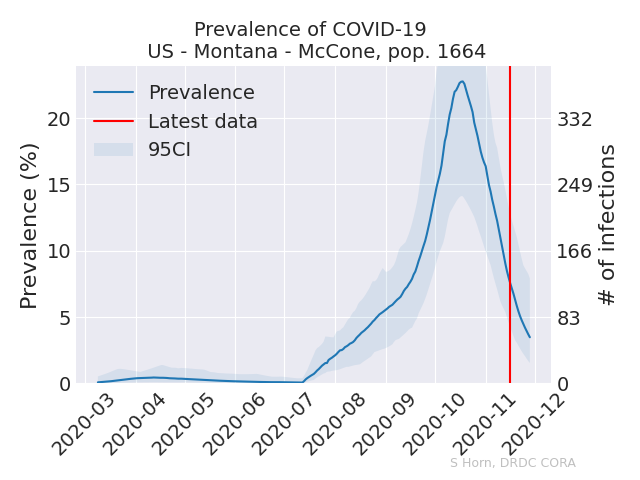 Prevalence of COVID-19
US - Montana - McCone, pop. 1664
Prevalence
Latest data
95CI
Prevalence (%)
20
15
10
5
0
# of infections
332
249
166
83
0
2020-03
2020-04
2020-05
2020-06
2020-07
2020-08
2020-09
2020-10
2020-11
2020-12
S Horn, DRDC CORA